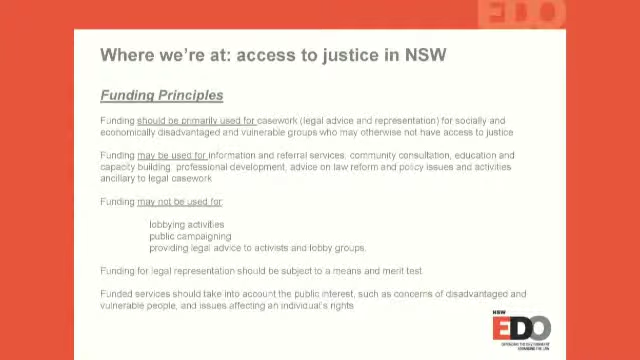 EDO
Where we're at: access to justice in NSW
Funding Principles
Funding should be primarily used for casework (legal advice and representation) for socially and
economically disadvantaged and vulnerable groups who may otherwise not have access to justice
Funding may be used for information and referral services, community consultation, education and
capacity building, professional development, advice on law reform and policy issues and activities
ancillary to legal casework
Funding may not be used for
lobbying activities
public campaigning
providing legal advice to activists and lobby groups.
Funding for legal representation should be subject to a means and merit test
Funded services should take into account the public interest, such as concerns of disadvantaged and
vulnerable people, and issues affecting an individual's rights
NSW
EDO